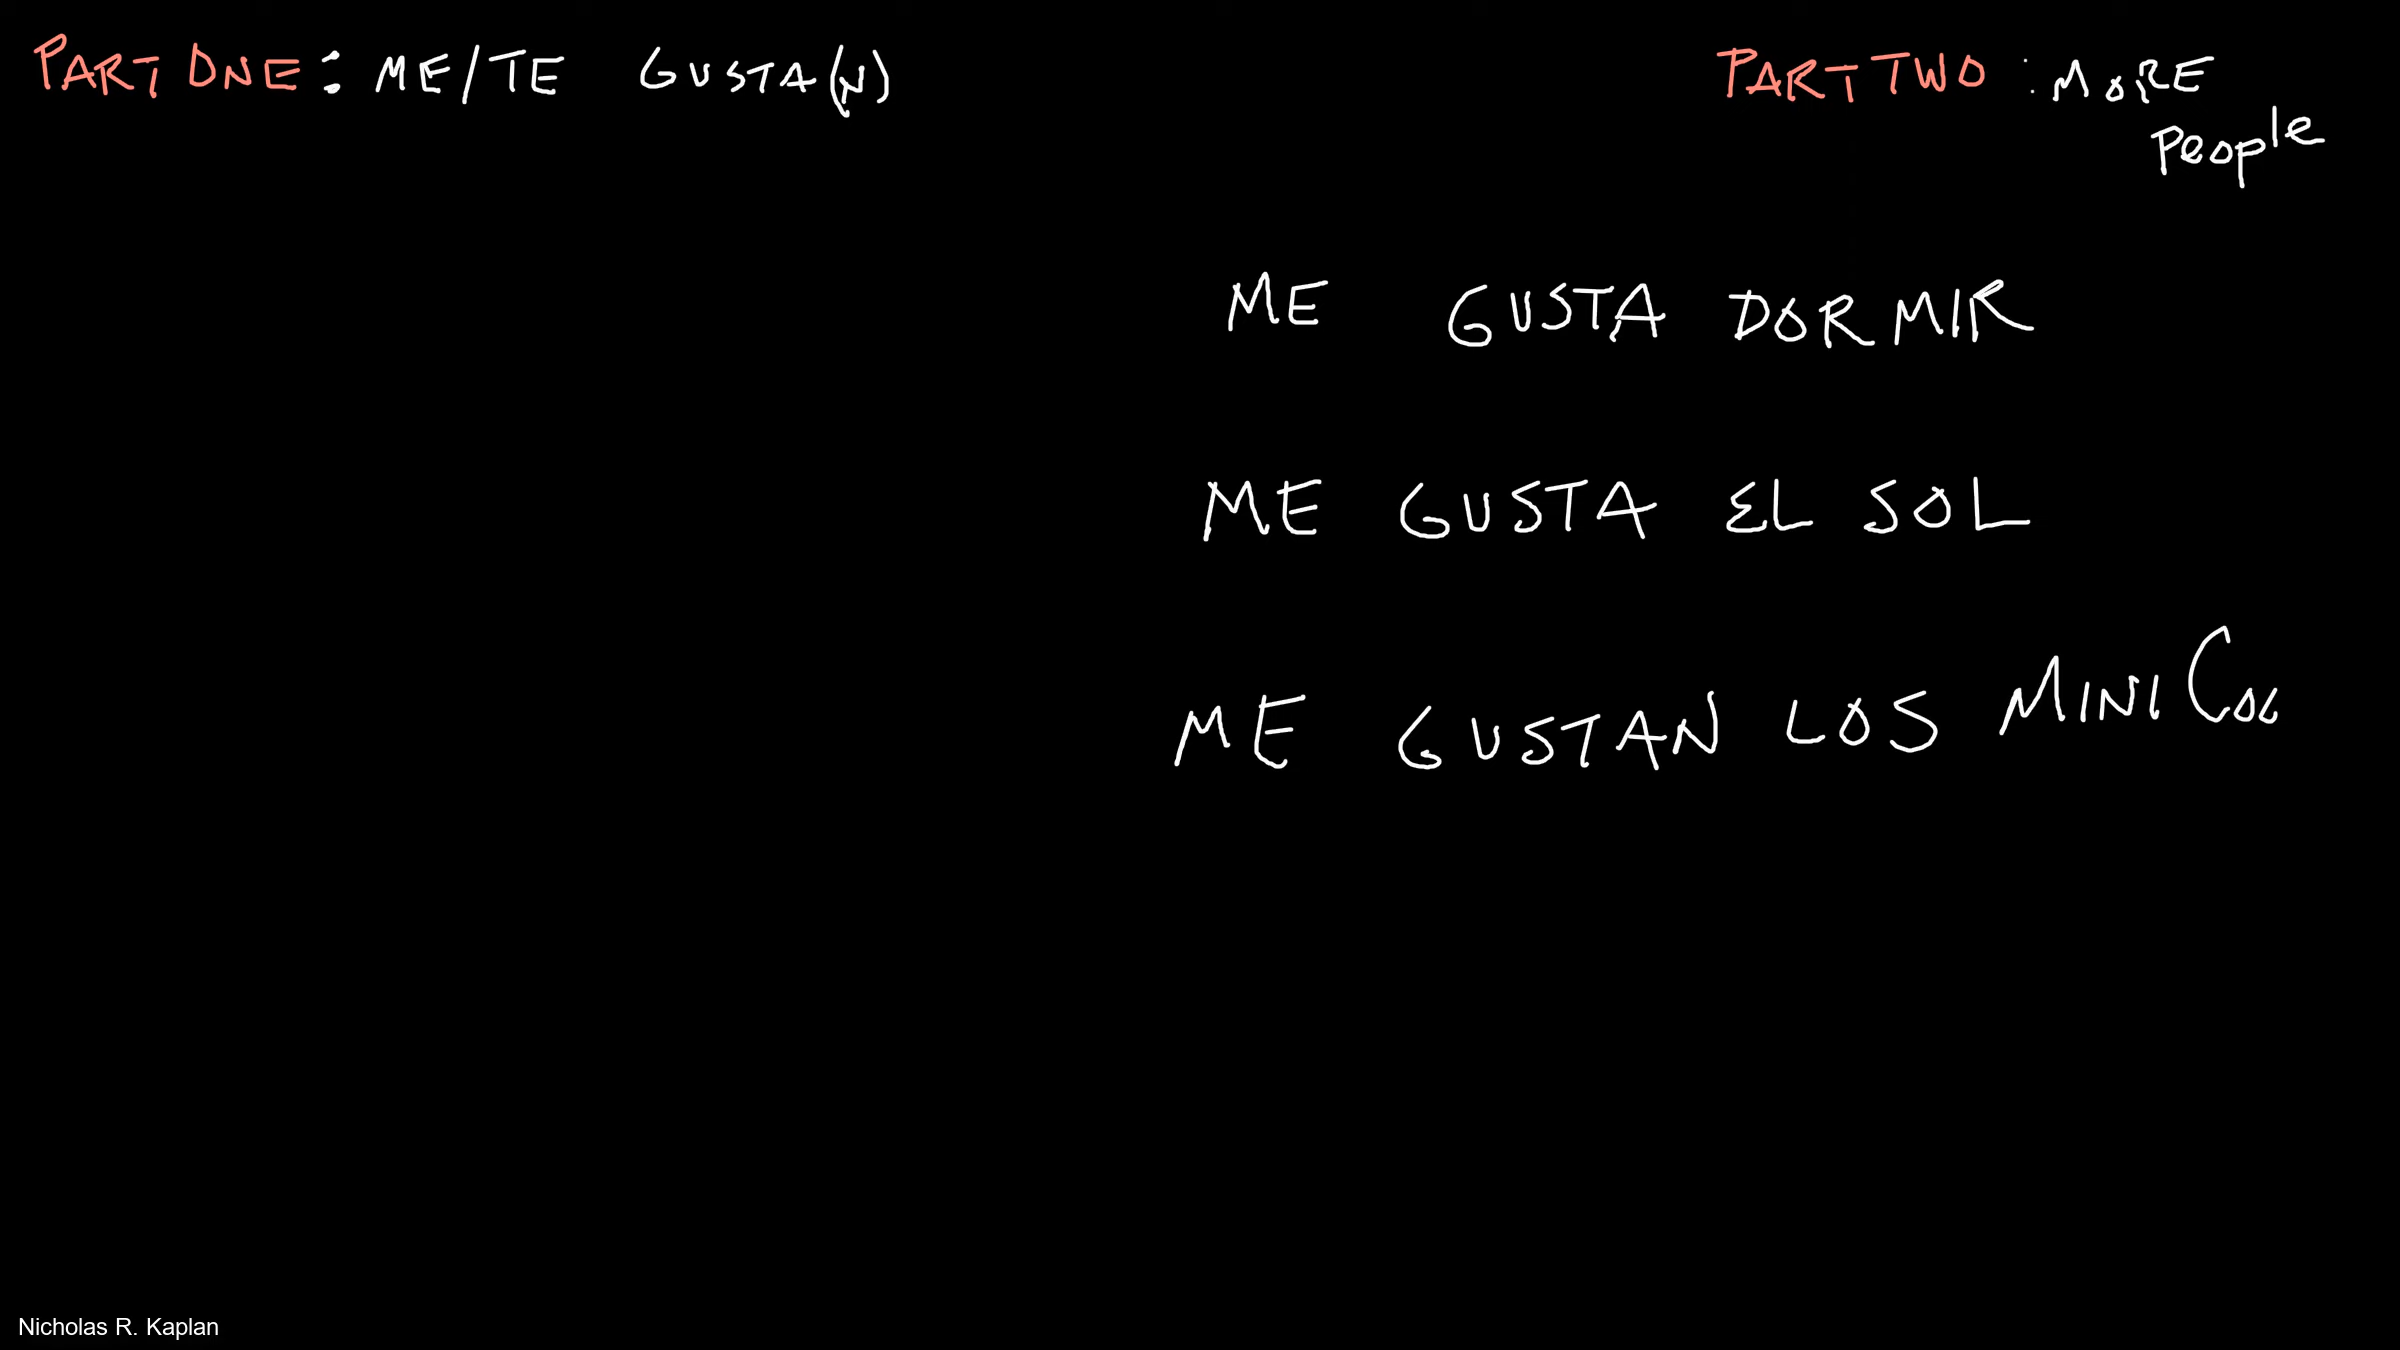 PART ONE: ME/TE GUSTA(N)
PART TWO: MORE
People
ME GUSTA DORMIR
ME GUSTA EL SOL
ME GUSTAN LOS MINI
Nicholas R. Kaplan